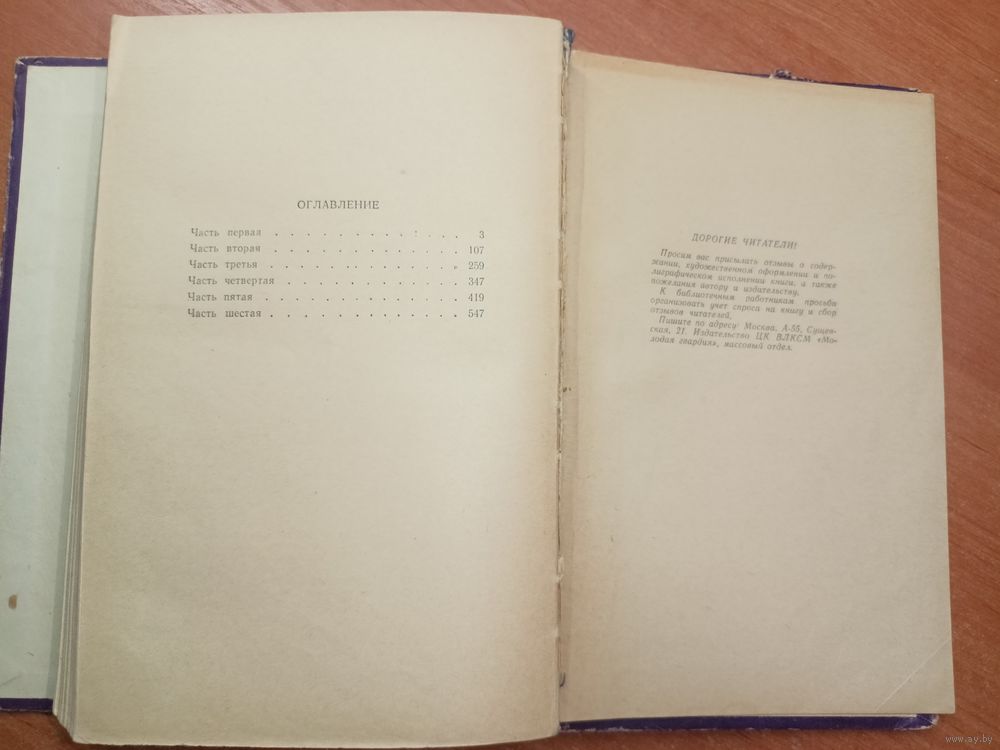 ОГЛАВЛЕНИЕ
Часть первая . . . . . . . . . . . . 3
Часть вторая . . . . . . . . . . . . 107
Часть третья . . . . . . . . . . . . 259
Часть четвертая . . . . . . . . . . . 347
Часть пятая . . . . . . . . . . . . 419
Часть шестая . . . . . . . . . . . . 547
ДОРОГИЕ ЧИТАТЕЛИ!
Просим вас присылать отзывы о содер-
жании, художественном оформлении и по-
лиграфическом исполнении книги, а также
пожелания автору и издательству.
К библиотечным работникам просьба
организовать учет спроса на книгу и сбор
отзывов читателей.
Пишите по адресу: Москва, А-55, Сущев-
ская, 21. Издательство ЦК ВЛКСМ «Мо-
лодая гвардия», массовый отдел.
www.ay.by